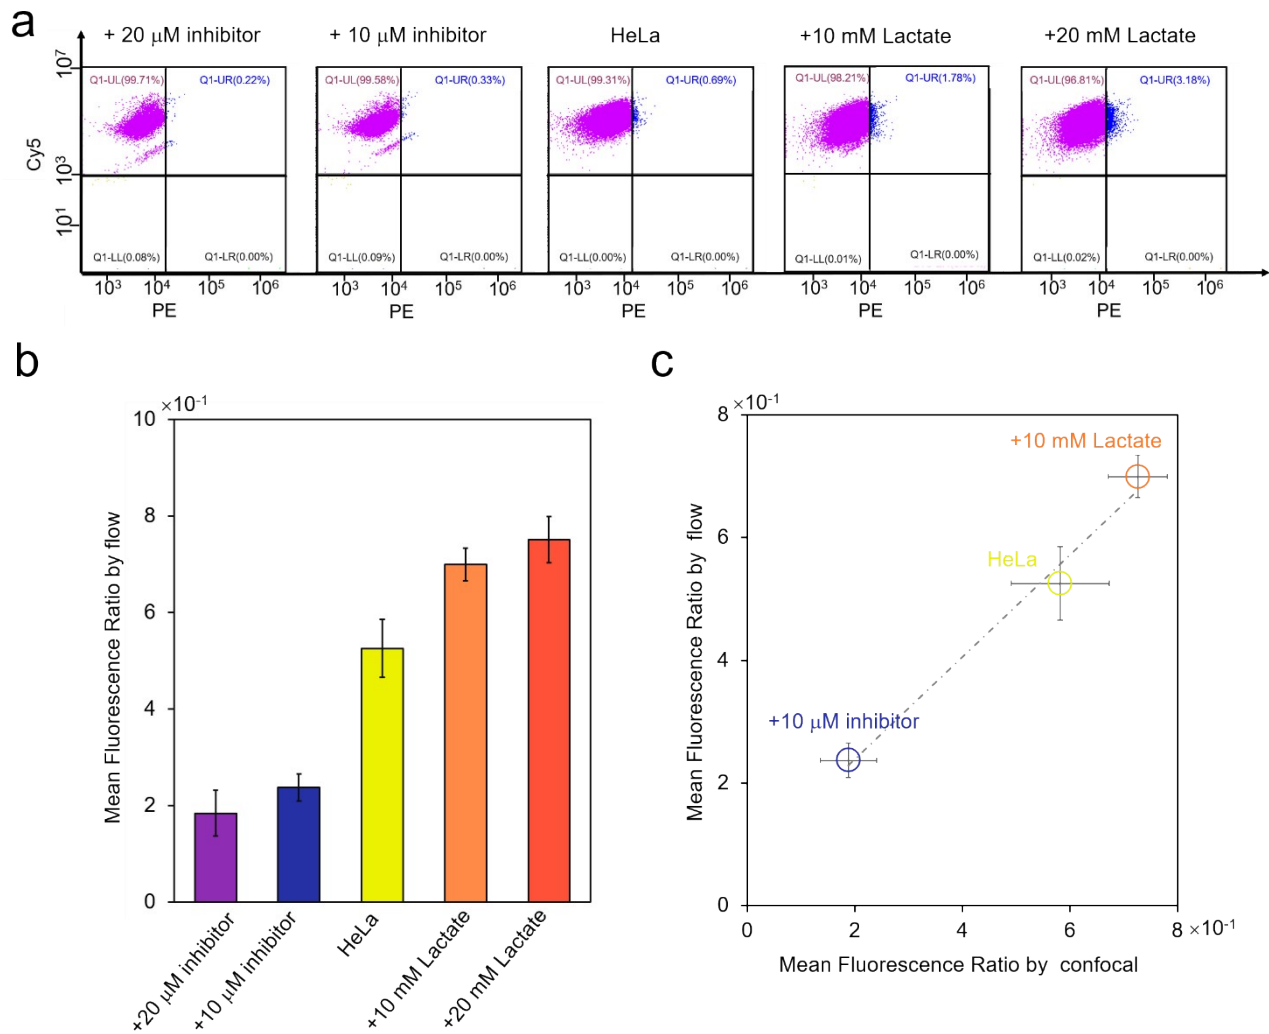 a
+ 20 μM inhibitor
+ 10 μM inhibitor
HeLa
+10 mM Lactate
+20 mM Lactate
Cy5
10⁷
10³
10¹
Q1-UL(99.71%) Q1-UR(0.22%)
Q1-LL(0.08%) Q1-LR(0.00%)
10³ 10⁴ 10⁵ 10⁶
PE
Q1-UL(99.58%) Q1-UR(0.33%)
Q1-LL(0.09%) Q1-LR(0.00%)
10³ 10⁴ 10⁵ 10⁶
PE
Q1-UL(99.31%) Q1-UR(0.69%)
Q1-LL(0.00%) Q1-LR(0.00%)
10³ 10⁴ 10⁵ 10⁶
PE
Q1-UL(98.21%) Q1-UR(1.78%)
Q1-LL(0.01%) Q1-LR(0.00%)
10³ 10⁴ 10⁵ 10⁶
PE
Q1-UL(96.81%) Q1-UR(3.18%)
Q1-LL(0.02%) Q1-LR(0.00%)
10³ 10⁴ 10⁵ 10⁶
PE
b
×10⁻¹
10
8
6
4
2
0
Mean Fluorescence Ratio by flow
+20 μM inhibitor
+10 μM inhibitor
HeLa
+10 mM Lactate
+20 mM Lactate
c
×10⁻¹
8
6
4
2
0
Mean Fluorescence Ratio by flow
+10 mM Lactate
HeLa
+10 μM inhibitor
0 2 4 6 8 ×10⁻¹
Mean Fluorescence Ratio by confocal